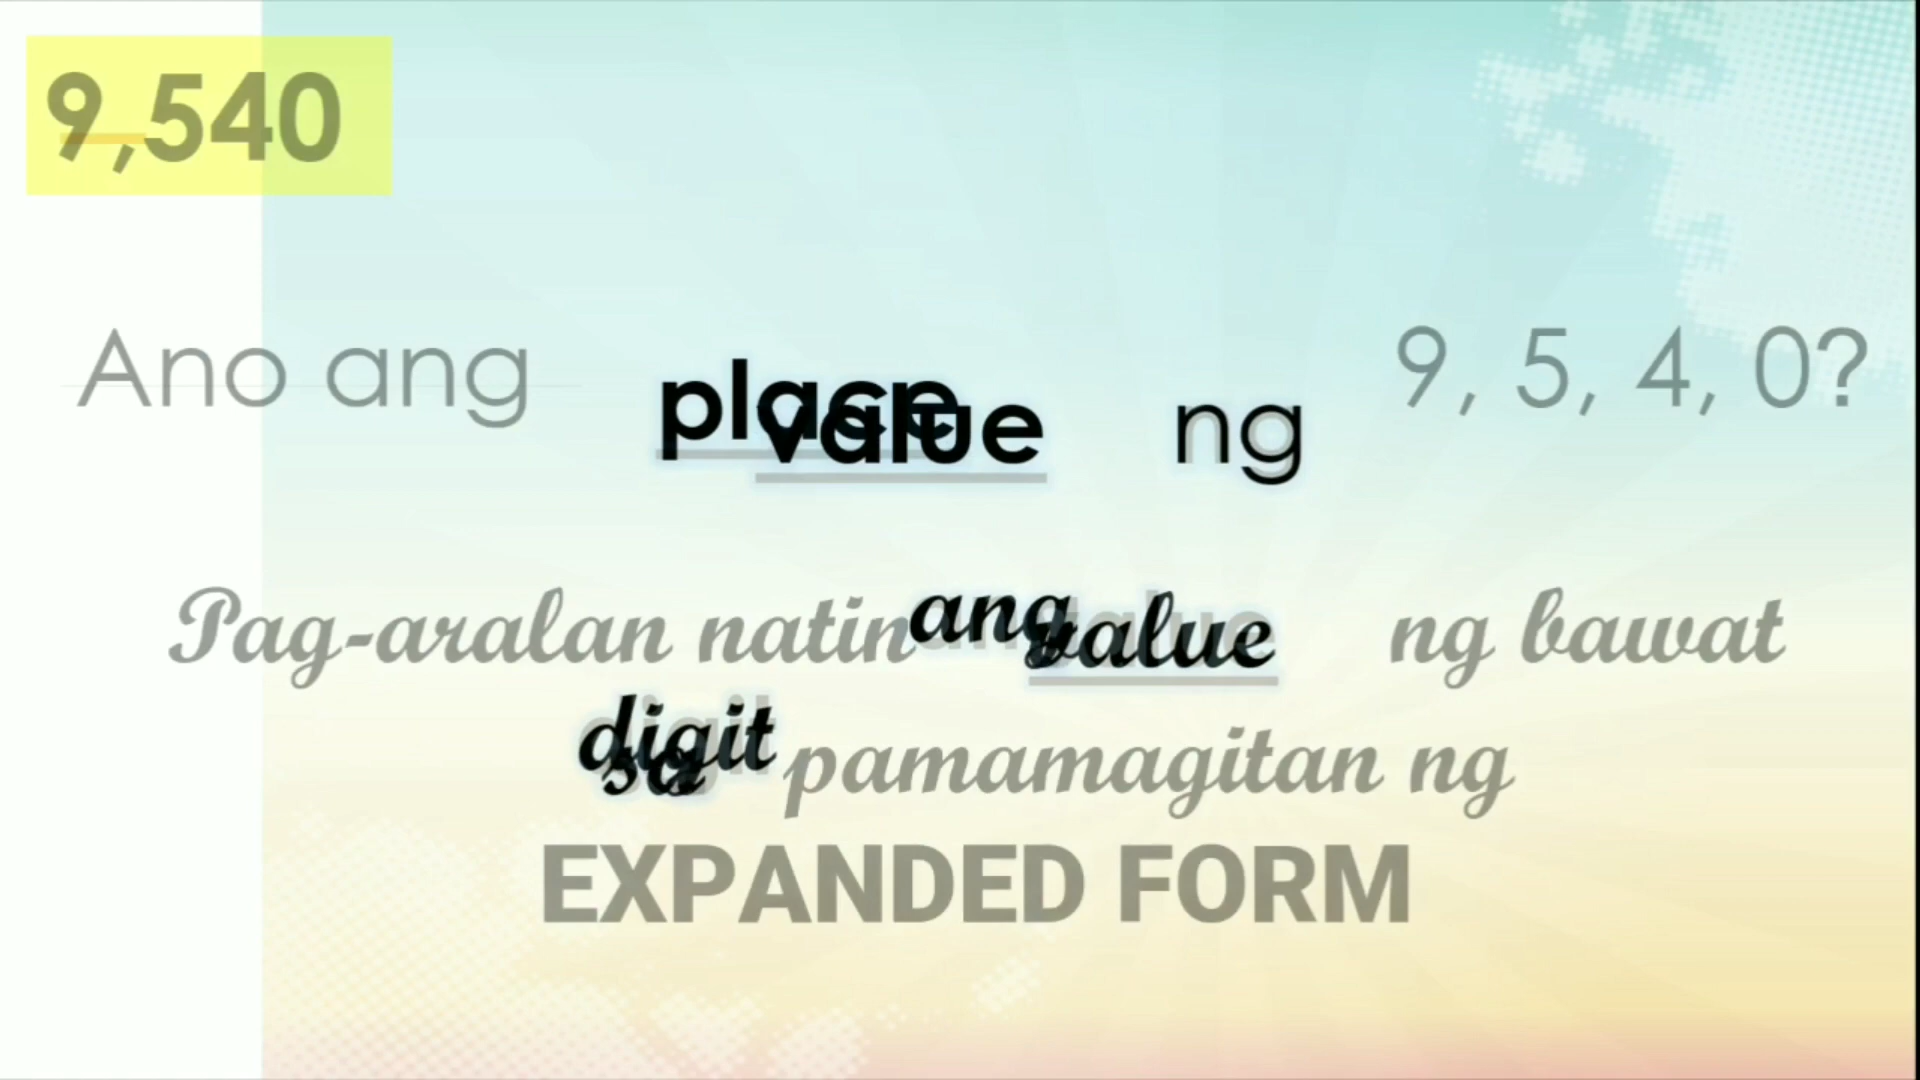 9,540
Ano ang place value ng 9, 5, 4, 0?
Pag-aralan natin ang value ng bawat
digit sa pamamagitan ng
EXPANDED FORM